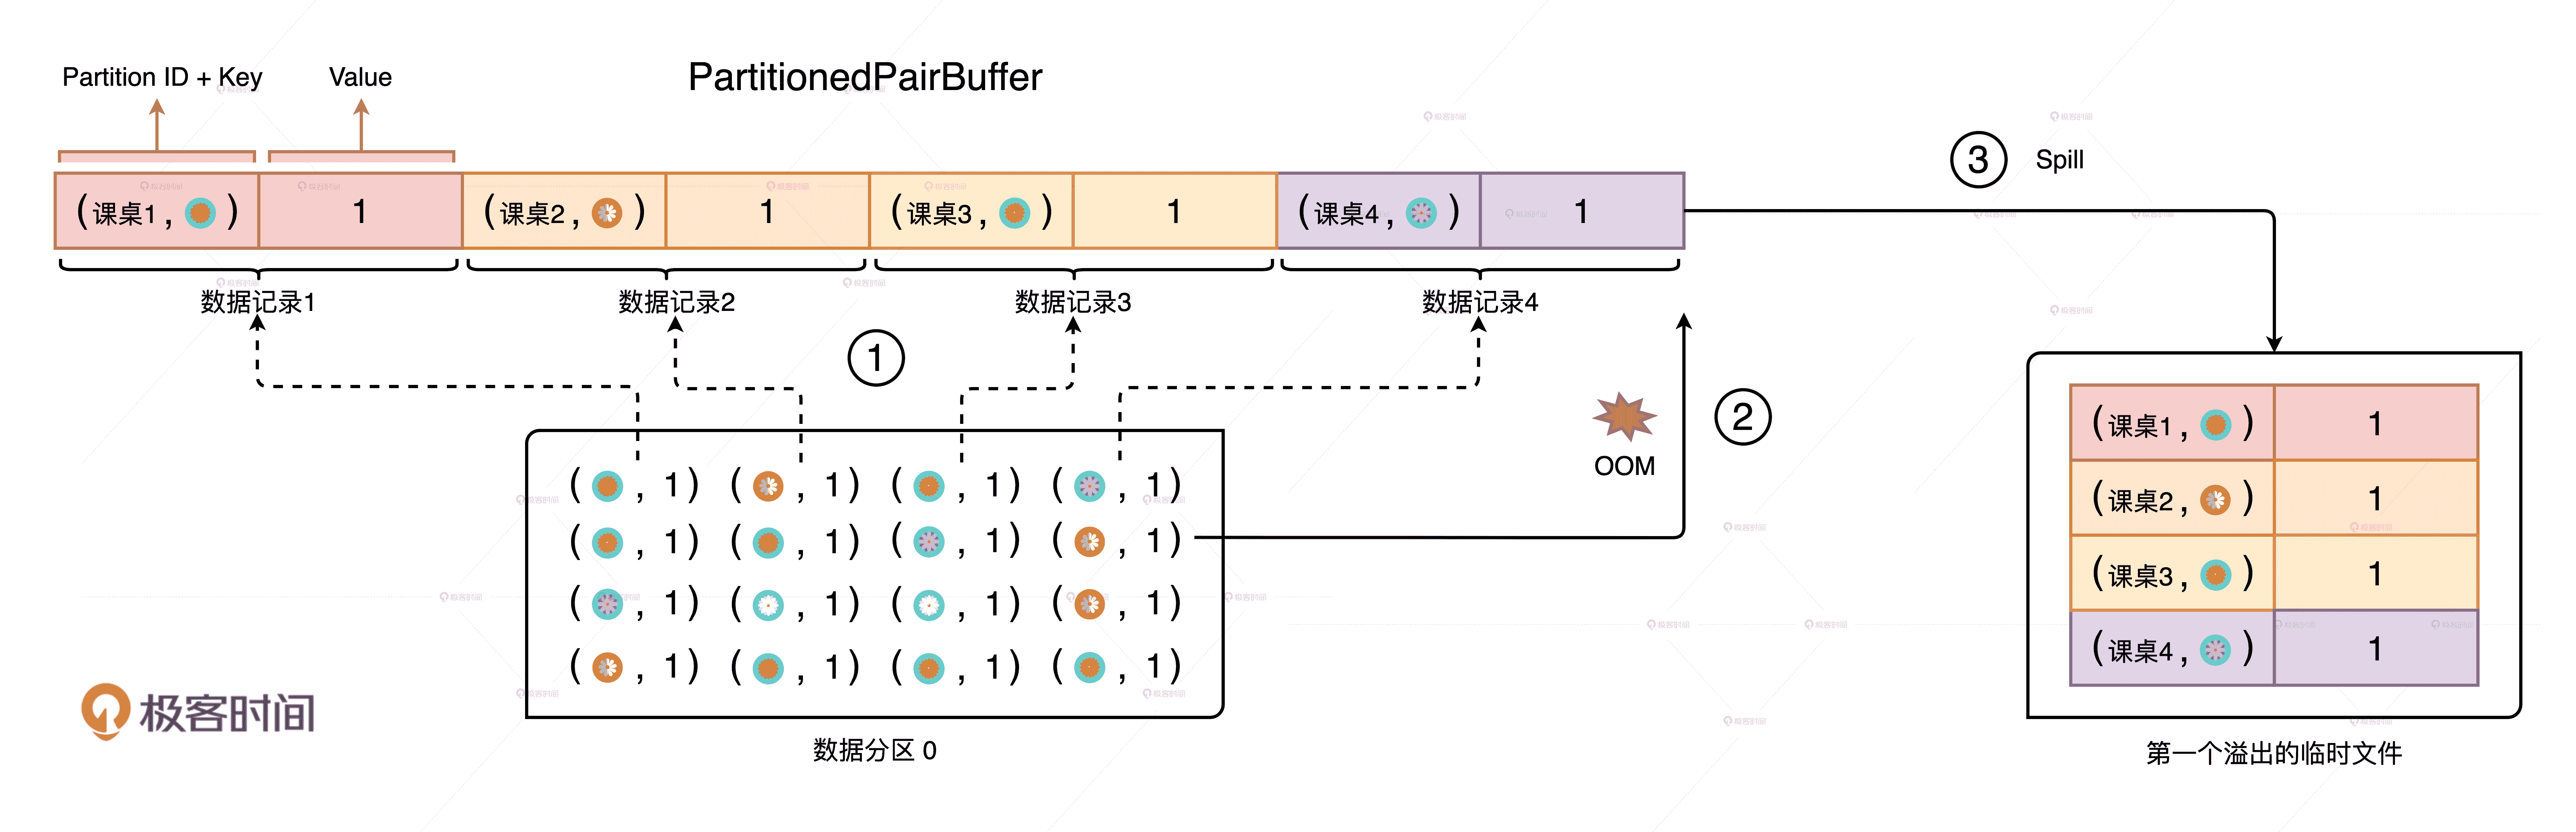 Partition ID + Key
Value
PartitionedPairBuffer
(课桌1, ) 1 (课桌2, ) 1 (课桌3, ) 1 (课桌4, ) 1
数据记录1
数据记录2
数据记录3
数据记录4
①
②
OOM
③ Spill
( , 1) ( , 1) ( , 1) ( , 1)
( , 1) ( , 1) ( , 1) ( , 1)
( , 1) ( , 1) ( , 1) ( , 1)
( , 1) ( , 1) ( , 1) ( , 1)
数据分区 0
(课桌1, ) 1
(课桌2, ) 1
(课桌3, ) 1
(课桌4, ) 1
第一个溢出的临时文件
极客时间